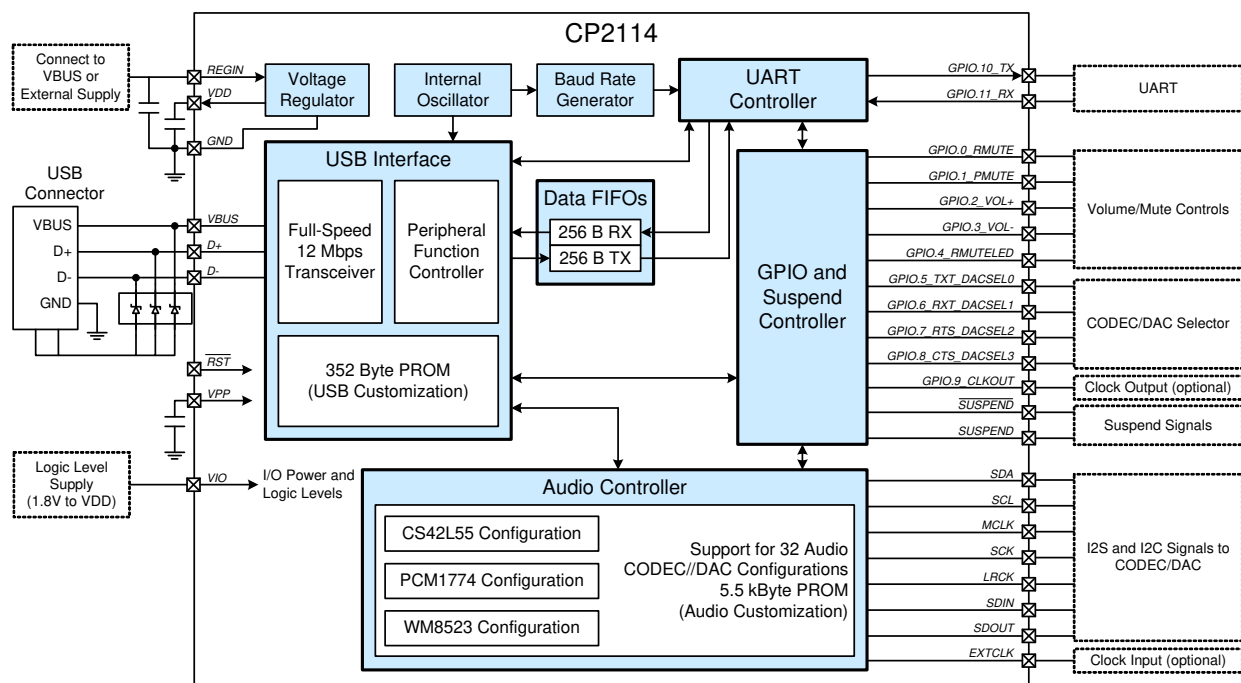 CP2114
Connect to
VBUS or
External Supply
REGIN
VDD
GND
Voltage
Regulator
Internal
Oscillator
Baud Rate
Generator
UART
Controller
GPIO.10_TX
GPIO.11_RX
UART
USB
Connector
VBUS
D+
D-
GND
VBUS
D+
D-
RST
VPP
USB Interface
Full-Speed
12 Mbps
Transceiver
Peripheral
Function
Controller
352 Byte PROM
(USB Customization)
Data FIFOs
256 B RX
256 B TX
GPIO and
Suspend
Controller
GPIO.0_RMUTE
GPIO.1_PMUTE
GPIO.2_VOL+
GPIO.3_VOL-
GPIO.4_RMUTELED
GPIO.5_TXT_DACSEL0
GPIO.6_RXT_DACSEL1
GPIO.7_RTS_DACSEL2
GPIO.8_CTS_DACSEL3
GPIO.9_CLKOUT
SUSPEND
SUSPEND
Volume/Mute Controls
CODEC/DAC Selector
Clock Output (optional)
Suspend Signals
Logic Level
Supply
(1.8V to VDD)
VIO
I/O Power and
Logic Levels
Audio Controller
CS42L55 Configuration
PCM1774 Configuration
WM8523 Configuration
Support for 32 Audio
CODEC//DAC Configurations
5.5 kByte PROM
(Audio Customization)
SDA
SCL
MCLK
SCK
LRCK
SDIN
SDOUT
EXTCLK
I2S and I2C Signals to
CODEC/DAC
Clock Input (optional)